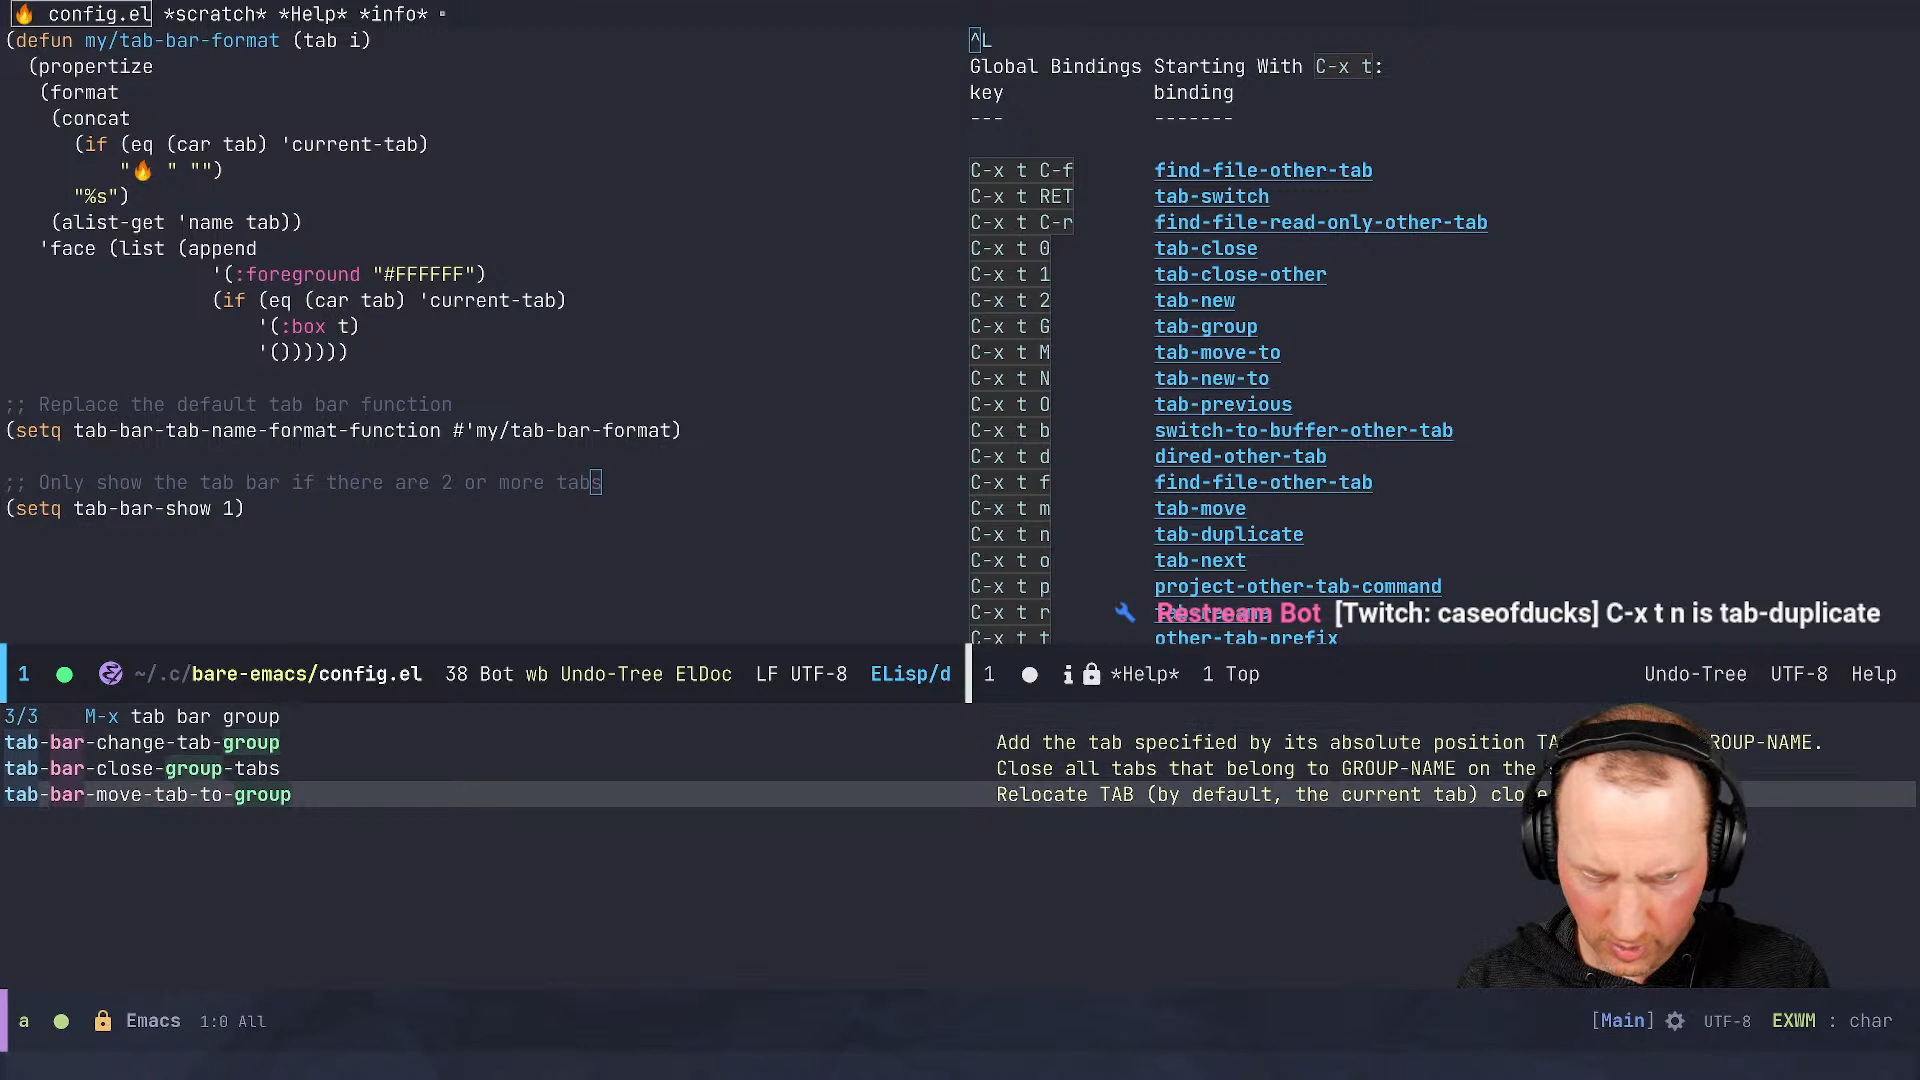 🔥 config.el *scratch* *Help* *info*
(defun my/tab-bar-format (tab i)
(propertize
(format
(concat
(if (eq (car tab) 'current-tab)
"🔥 " "")
"%s")
(alist-get 'name tab))
'face (list (append
'(:foreground "#FFFFFF")
(if (eq (car tab) 'current-tab)
'(:box t)
'())))))
;; Replace the default tab bar function
(setq tab-bar-tab-name-format-function #'my/tab-bar-format)
;; Only show the tab bar if there are 2 or more tabs
(setq tab-bar-show 1)
^L
Global Bindings Starting With C-x t:
key binding
--- -------
C-x t C-f find-file-other-tab
C-x t RET tab-switch
C-x t C-r find-file-read-only-other-tab
C-x t 0 tab-close
C-x t 1 tab-close-other
C-x t 2 tab-new
C-x t G tab-group
C-x t M tab-move-to
C-x t N tab-new-to
C-x t O tab-previous
C-x t b switch-to-buffer-other-tab
C-x t d dired-other-tab
C-x t f find-file-other-tab
C-x t m tab-move
C-x t n tab-duplicate
C-x t o tab-next
C-x t p project-other-tab-command
C-x t r
Restream Bot [Twitch: caseofducks] C-x t n is tab-duplicate
C-x t t other-tab-prefix
1 ~/.c/bare-emacs/config.el 38 Bot wb Undo-Tree ElDoc LF UTF-8 ELisp/d
1 *Help* 1 Top Undo-Tree UTF-8 Help
3/3 M-x tab bar group
tab-bar-change-tab-group Add the tab specified by its absolute position GROUP-NAME.
tab-bar-close-group-tabs Close all tabs that belong to GROUP-NAME on the
tab-bar-move-tab-to-group Relocate TAB (by default, the current tab)
a Emacs 1:0 All [Main] UTF-8 EXWM : char